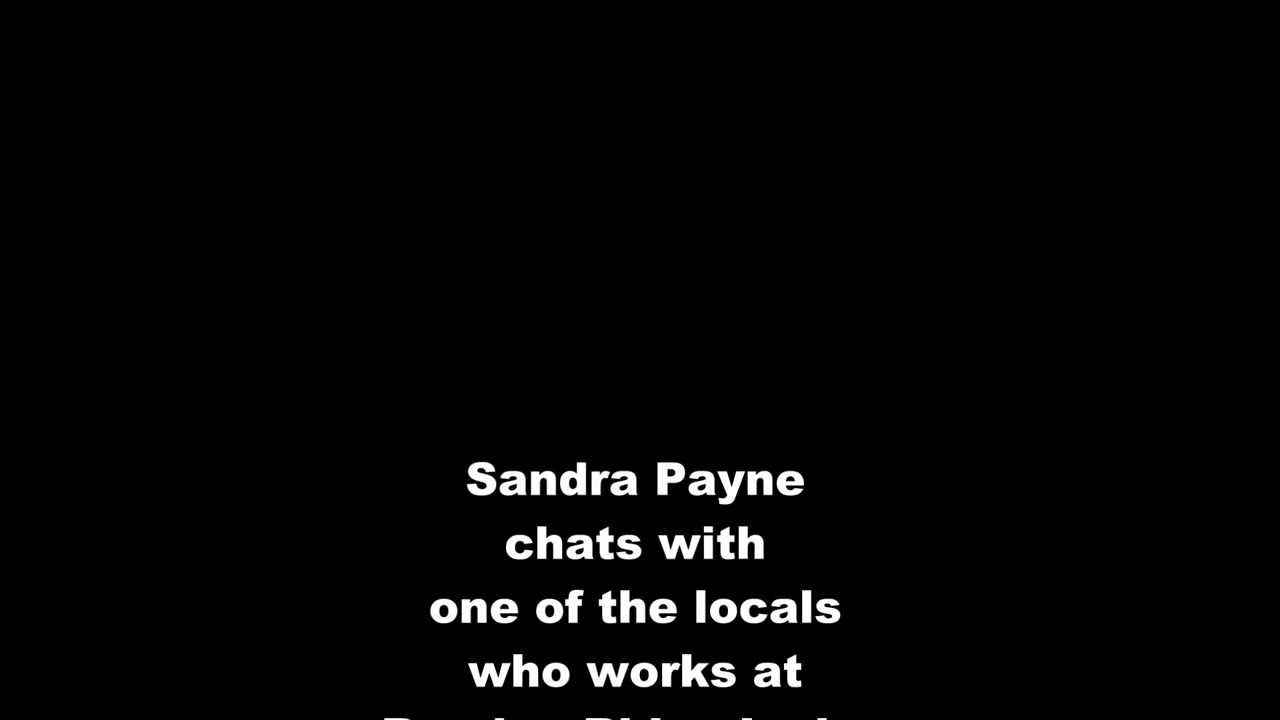 Sandra Payne
chats with
one of the locals
who works at